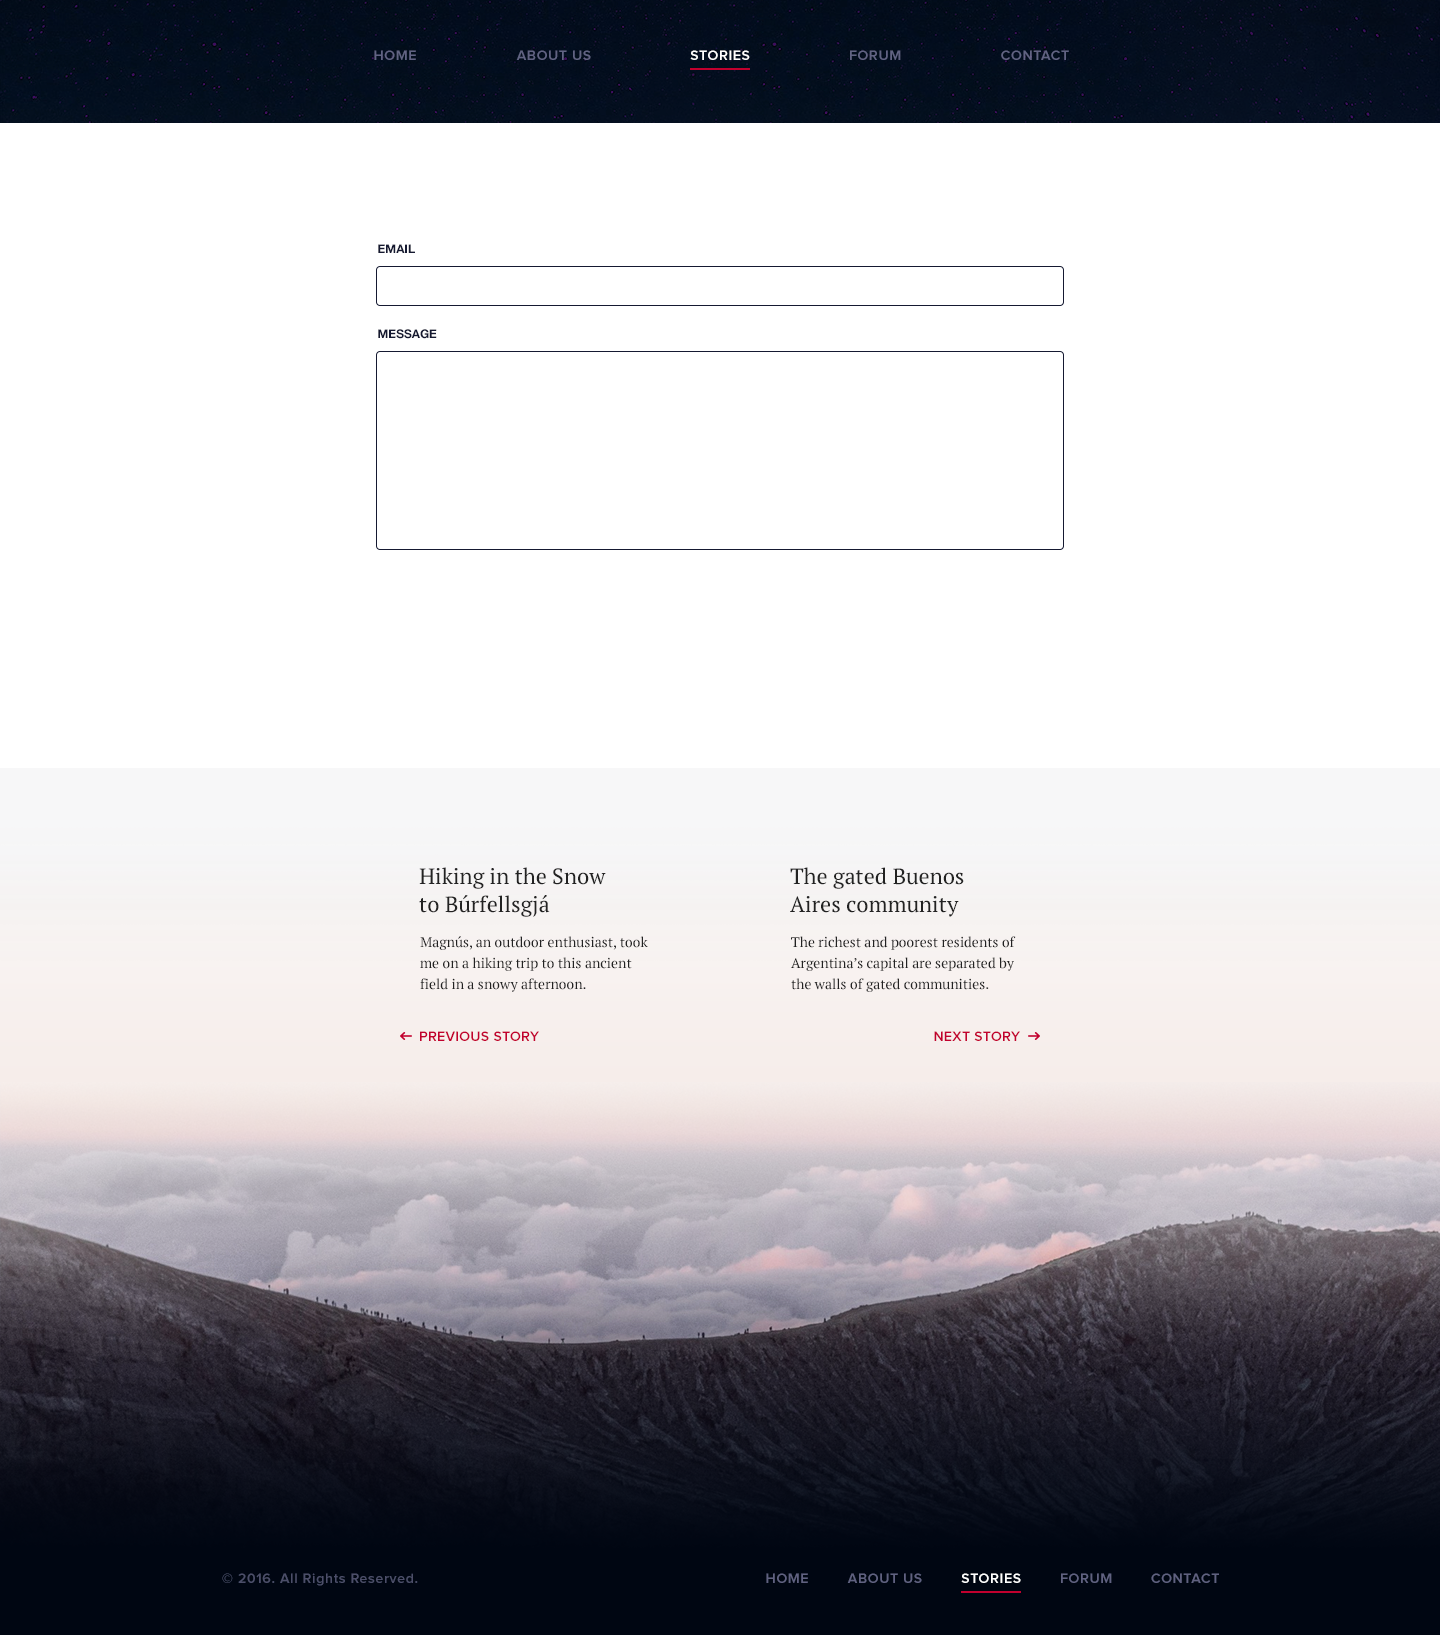 HOME ABOUT US STORIES FORUM CONTACT
EMAIL
MESSAGE
Hiking in the Snow
to Búrfellsgjá
Magnús, an outdoor enthusiast, took
me on a hiking trip to this ancient
field in a snowy afternoon.
← PREVIOUS STORY
The gated Buenos
Aires community
The richest and poorest residents of
Argentina’s capital are separated by
the walls of gated communities.
NEXT STORY →
© 2016. All Rights Reserved.
HOME ABOUT US STORIES FORUM CONTACT